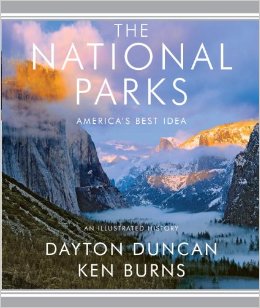 THE
NATIONAL
PARKS
AMERICA'S BEST IDEA
AN ILLUSTRATED HISTORY
DAYTON DUNCAN
KEN BURNS